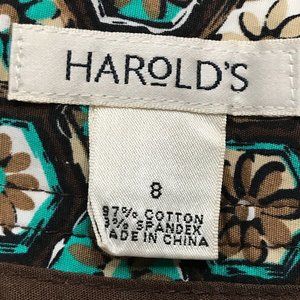 HAROLD'S
8
97% COTTON
3% SPANDEX
MADE IN CHINA